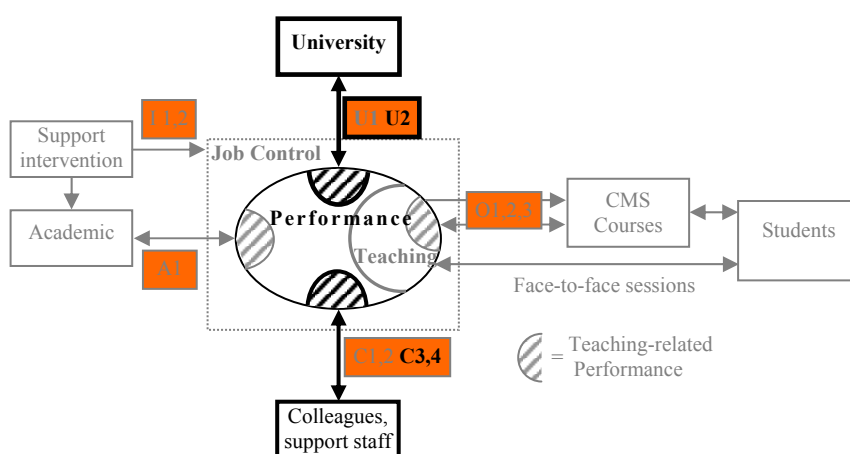 University
I 1,2
U1 U2
Support
intervention
Job Control
Performance
Teaching
Academic
A1
O1,2,3
CMS
Courses
Students
Face-to-face sessions
C1,2 C3,4
= Teaching-related
Performance
Colleagues,
support staff